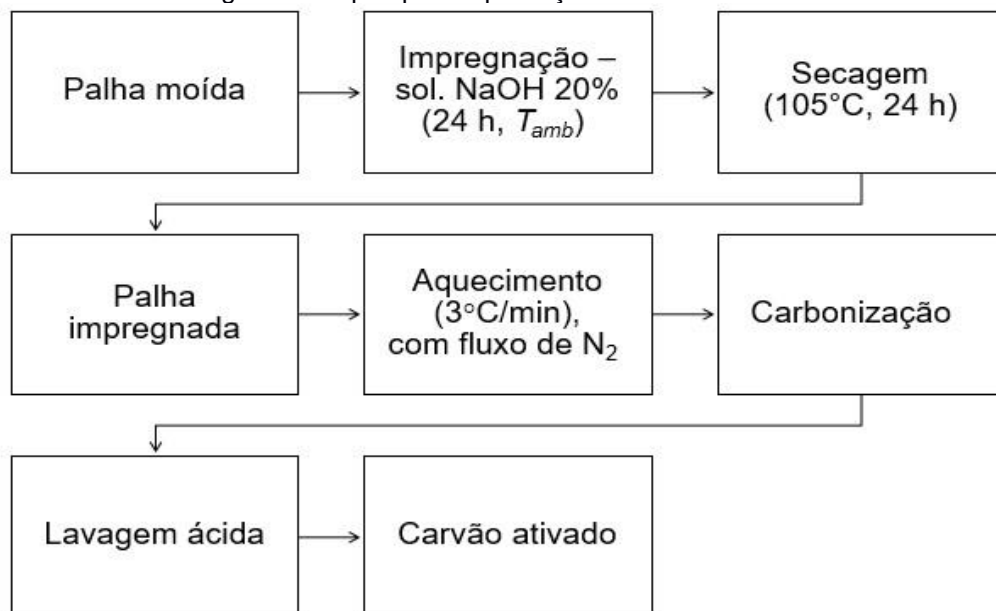 Palha moída
Impregnação –
sol. NaOH 20%
(24 h, Tamb)
Secagem
(105°C, 24 h)
Palha
impregnada
Aquecimento
(3°C/min),
com fluxo de N2
Carbonização
Lavagem ácida
Carvão ativado